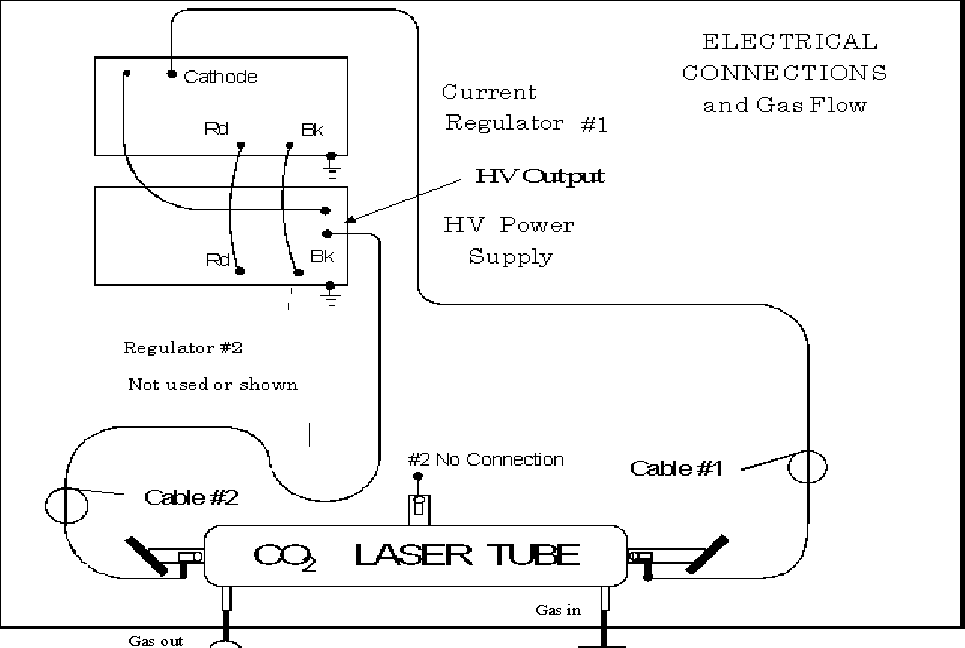 ELECTRICAL
CONNECTIONS
and Gas Flow
Cathode
Current
Regulator #1
Rd
Bk
HV Output
HV Power
Supply
Rd
Bk
Regulator #2
Not used or shown
#2 No Connection
Cable #1
Cable #2
CO2 LASER TUBE
Gas in
Gas out